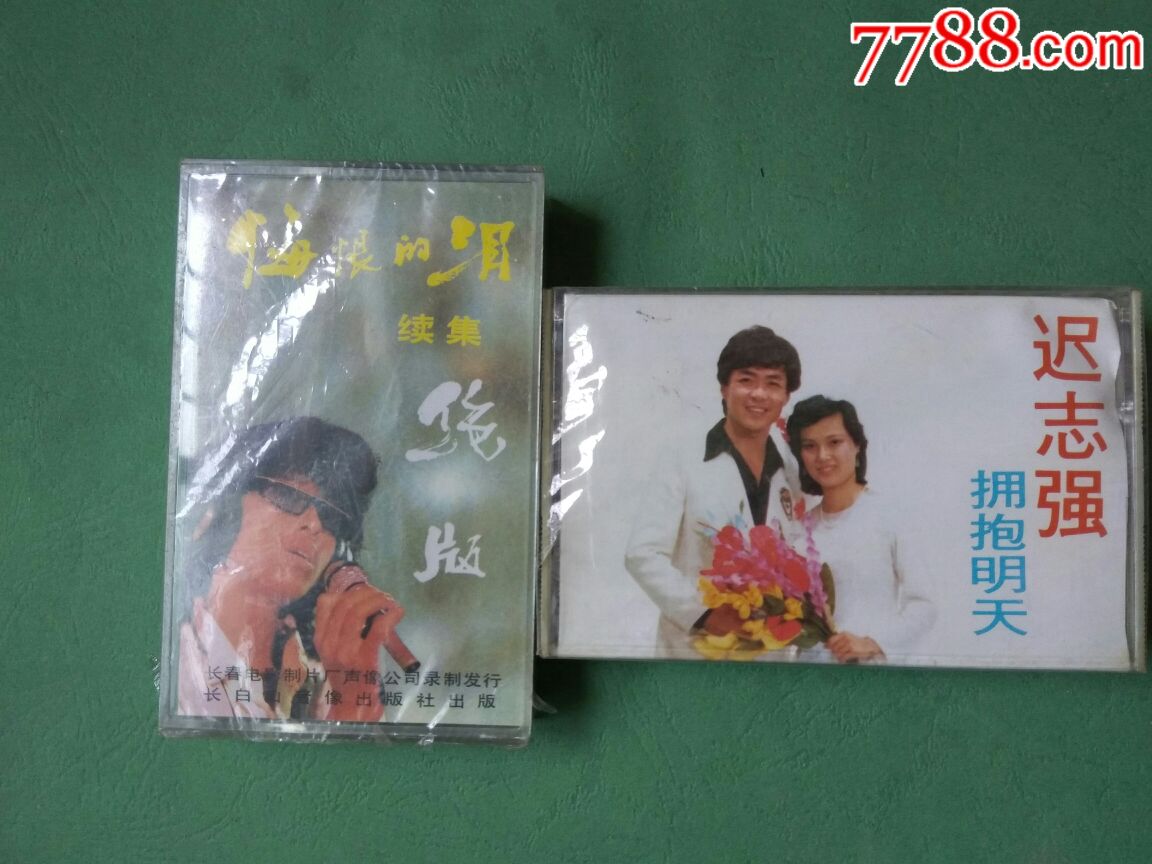 7788.com
悔恨的泪
续集
绝版
长春电影制片厂声像公司录制发行
长白山音像出版社出版
迟志强
拥抱明天